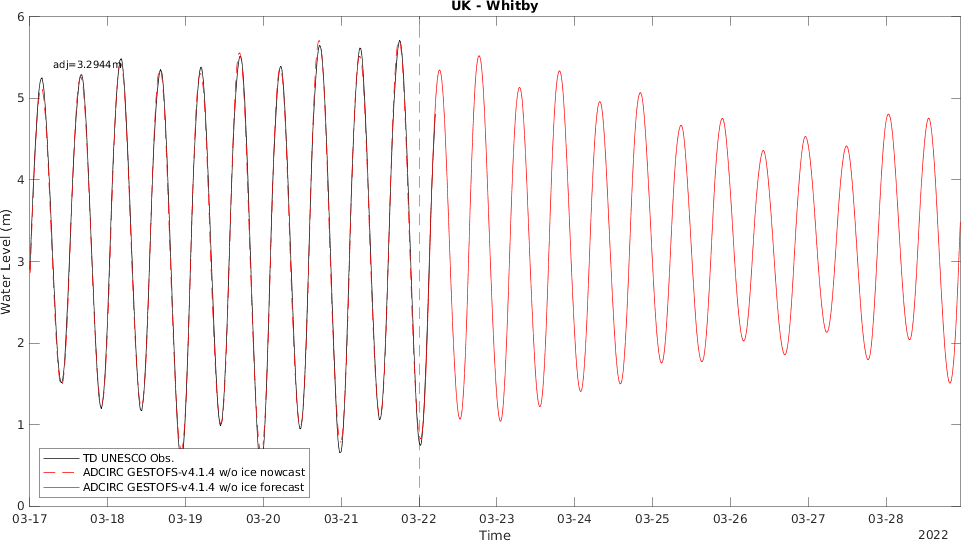 UK - Whitby
adj=3.2944m
6
5
4
3
2
1
0
Water Level (m)
TD UNESCO Obs.
ADCIRC GESTOFS-v4.1.4 w/o ice nowcast
ADCIRC GESTOFS-v4.1.4 w/o ice forecast
03-17 03-18 03-19 03-20 03-21 03-22 03-23 03-24 03-25 03-26 03-27 03-28
Time
2022